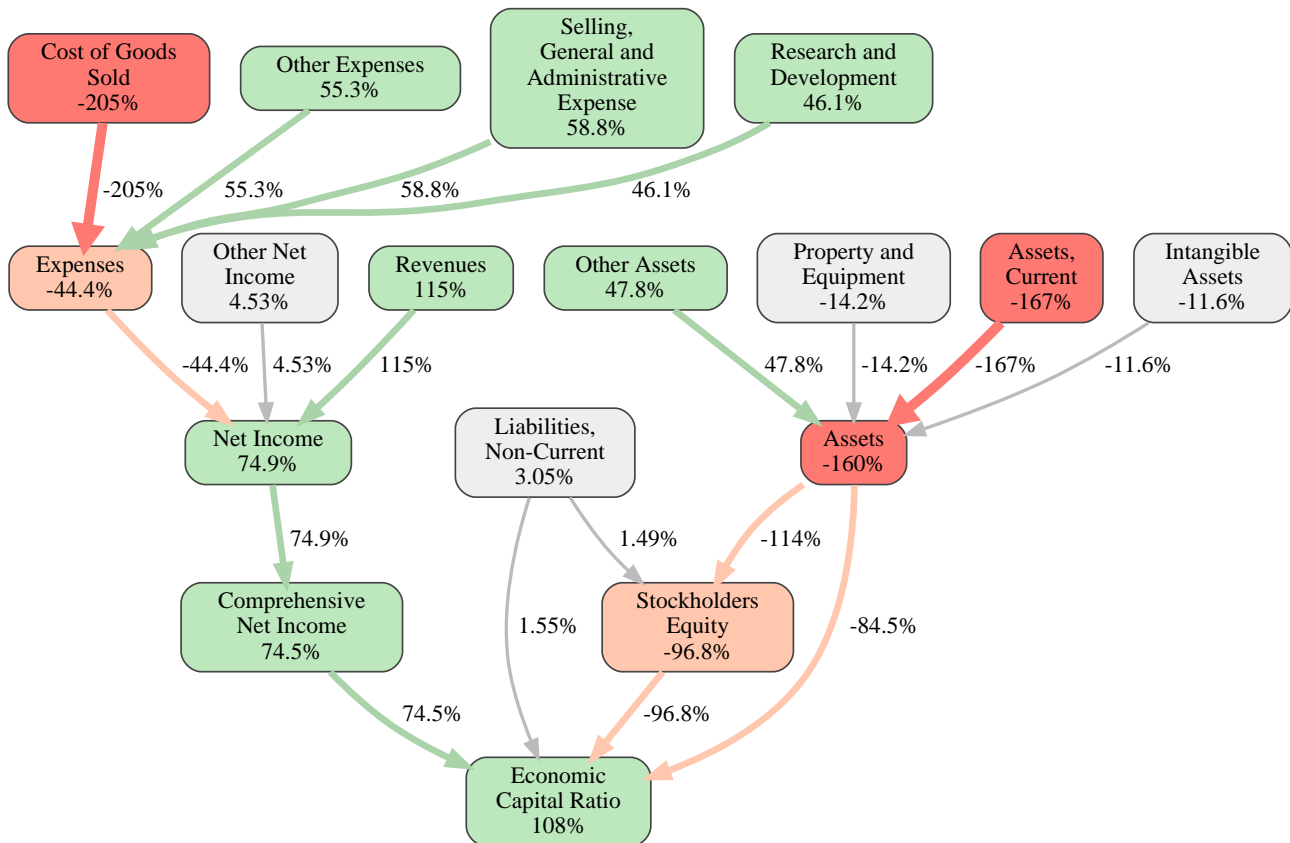 Cost of Goods
Sold
-205%
Other Expenses
55.3%
Selling,
General and
Administrative
Expense
58.8%
Research and
Development
46.1%
-205%
55.3%
58.8%
46.1%
Expenses
-44.4%
Other Net
Income
4.53%
Revenues
115%
Other Assets
47.8%
Property and
Equipment
-14.2%
Assets,
Current
-167%
Intangible
Assets
-11.6%
-44.4%
4.53%
115%
47.8%
-14.2%
-167%
-11.6%
Net Income
74.9%
Liabilities,
Non-Current
3.05%
Assets
-160%
74.9%
1.49%
-114%
Comprehensive
Net Income
74.5%
1.55%
Stockholders
Equity
-96.8%
-84.5%
74.5%
-96.8%
Economic
Capital Ratio
108%